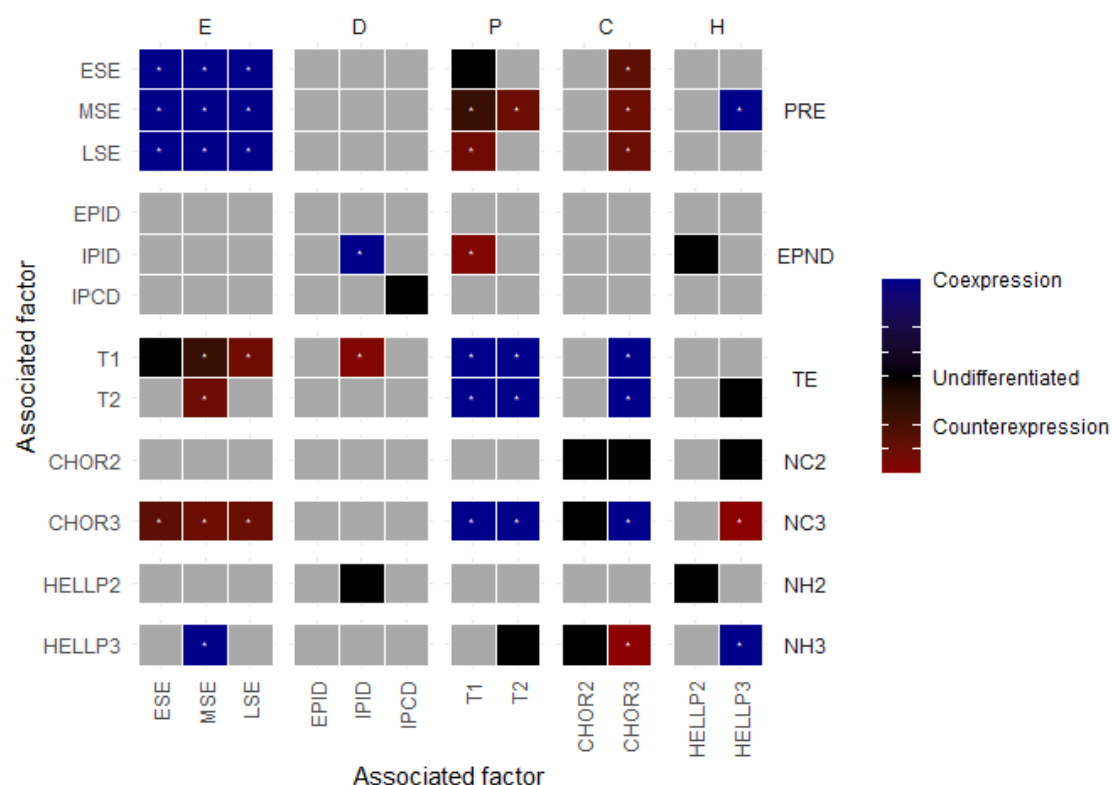 E D P C H
ESE
MSE PRE
LSE
EPID
IPID EPND
IPCD
T1
T2 TE
CHOR2 NC2
CHOR3 NC3
HELLP2 NH2
HELLP3 NH3
Associated factor
ESE MSE LSE EPID IPID IPCD T1 T2 CHOR2 CHOR3 HELLP2 HELLP3
Associated factor
Coexpression
Undifferentiated
Counterexpression